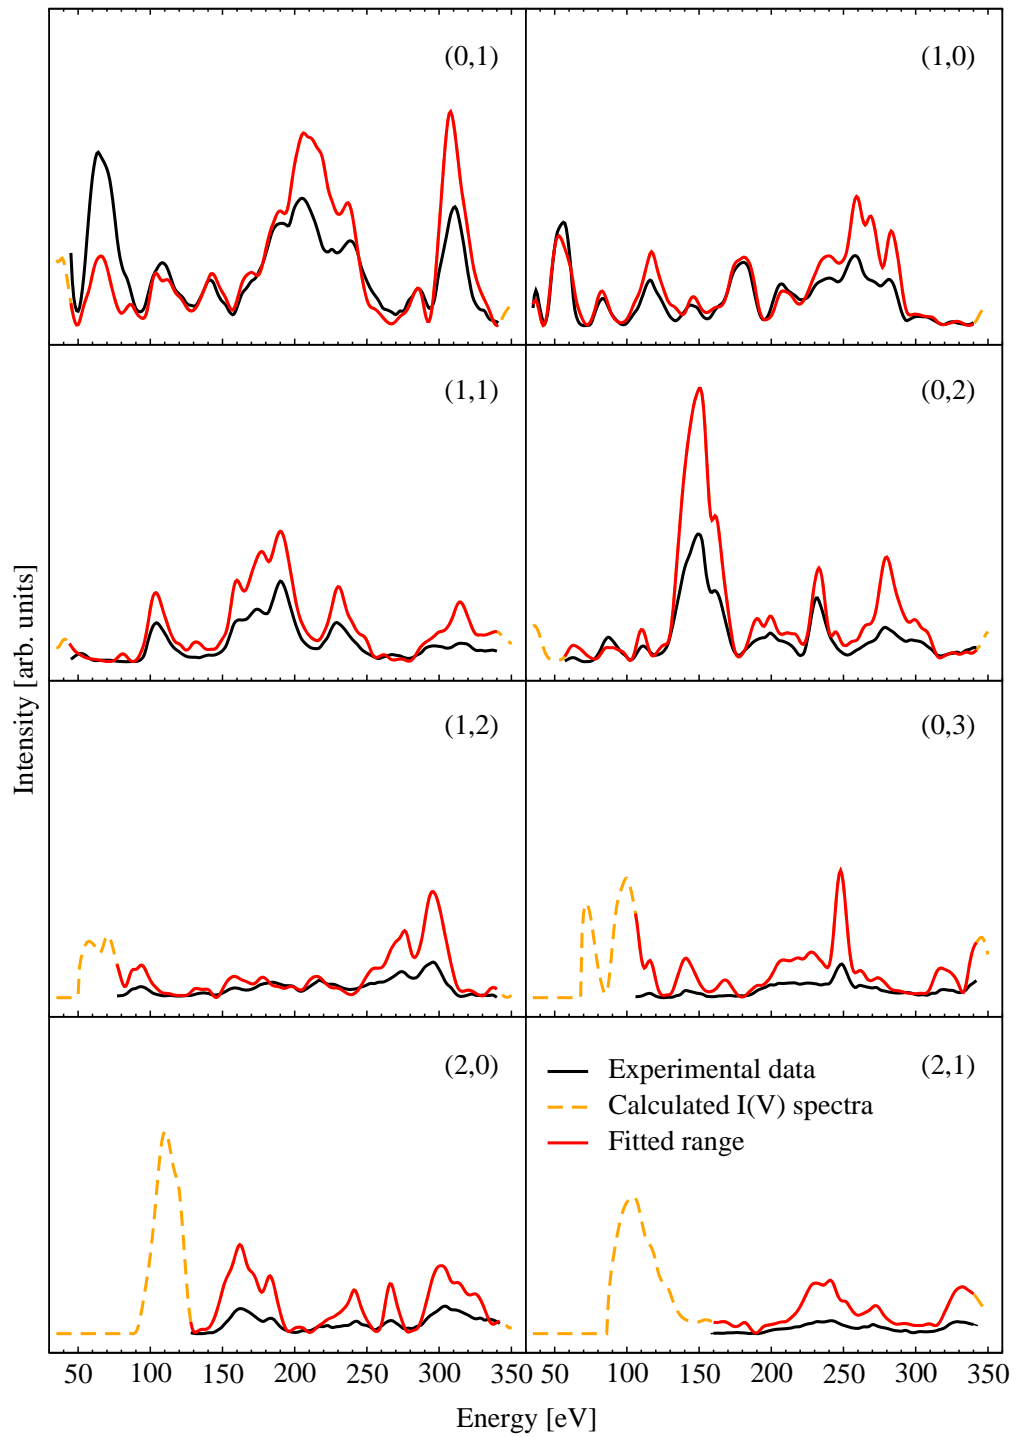 (0,1)
(1,0)
(1,1)
(0,2)
Intensity [arb. units]
(1,2)
(0,3)
(2,0)
Experimental data
(2,1)
Calculated I(V) spectra
Fitted range
50 100 150 200 250 300 350 50 100 150 200 250 300 350
Energy [eV]